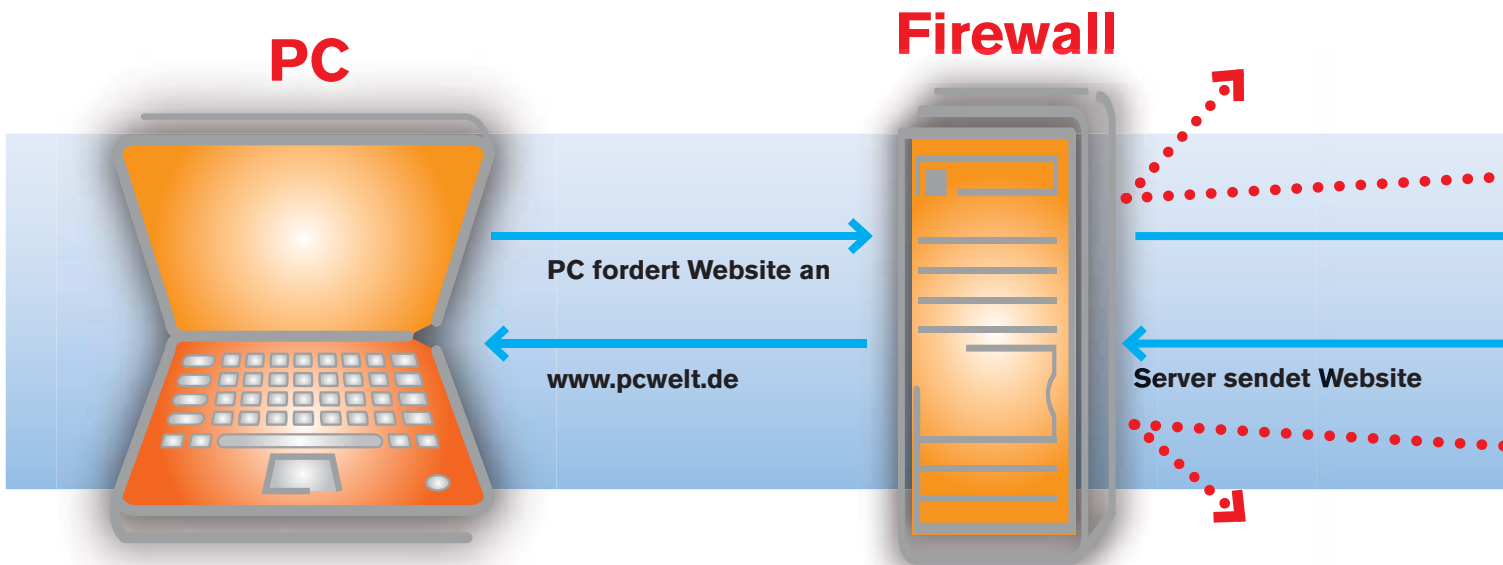 PC
Firewall
PC fordert Website an
www.pcwelt.de
Server sendet Website